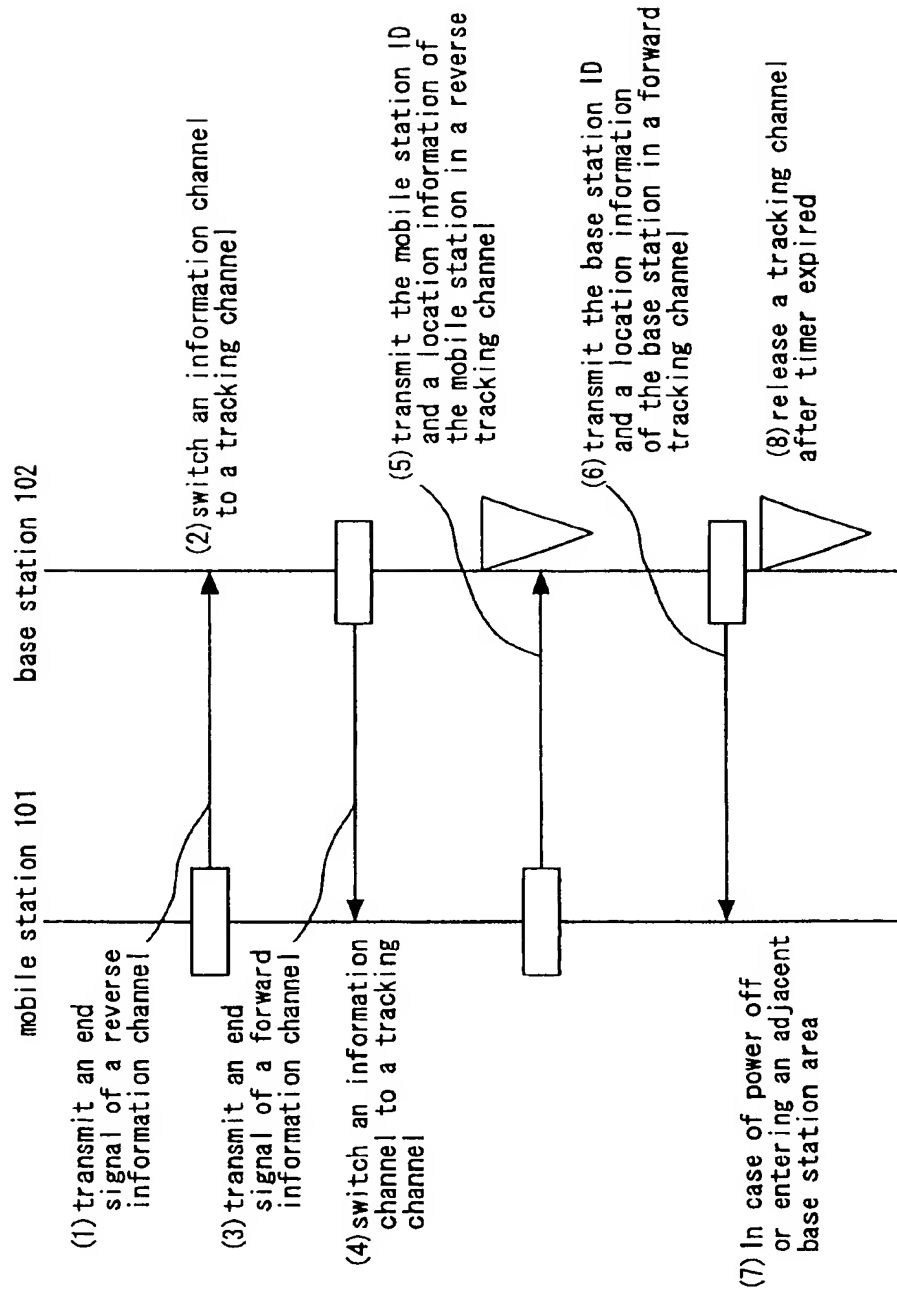 mobile station 101
base station 102
(1)transmit an end
signal of a reverse
information channel
(2)switch an information channel
to a tracking channel
(3)transmit an end
signal of a forward
information channel
(4)switch an information
channel to a tracking
channel
(5)transmit the mobile station ID
and a location information of
the mobile station in a reverse
tracking channel
(6)transmit the base station ID
and a location information
of the base station in a forward
tracking channel
(7)In case of power off
or entering an adjacent
base station area
(8)release a tracking channel
after timer expired